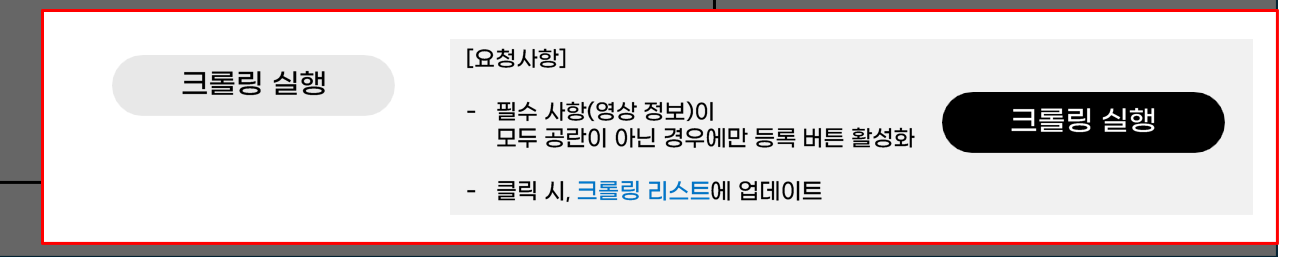 크롤링 실행
[요청사항]
- 필수 사항(영상 정보)이
모두 공란이 아닌 경우에만 등록 버튼 활성화
크롤링 실행
- 클릭 시, 크롤링 리스트에 업데이트